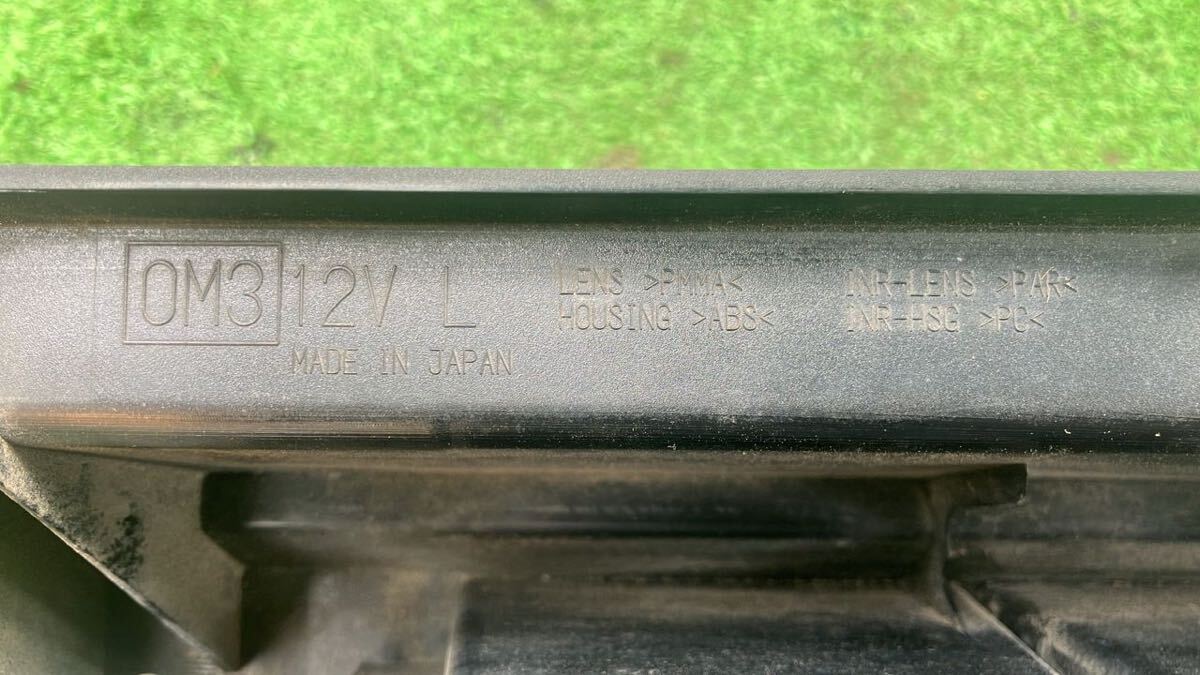 OM3 12V L
MADE IN JAPAN
LENS >PMMA<
HOUSING >ABS<
INR-LENS >PAR<
INR-HSG >PC<